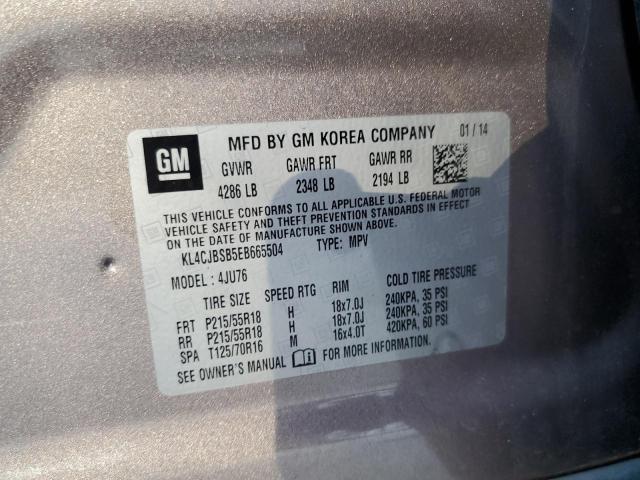 GM
MFD BY GM KOREA COMPANY 01/14
GVWR GAWR FRT GAWR RR
4286 LB 2348 LB 2194 LB
THIS VEHICLE CONFORMS TO ALL APPLICABLE U.S. FEDERAL MOTOR
VEHICLE SAFETY AND THEFT PREVENTION STANDARDS IN EFFECT
ON THE DATE OF MANUFACTURE SHOWN ABOVE.
KL4CJBSB5EB665504 TYPE: MPV
MODEL : 4JU76
TIRE SIZE SPEED RTG RIM COLD TIRE PRESSURE
FRT P215/55R18 H 18x7.0J 240KPA, 35 PSI
RR P215/55R18 H 18x7.0J 240KPA, 35 PSI
SPA T125/70R16 M 16x4.0T 420KPA, 60 PSI
SEE OWNER'S MANUAL FOR MORE INFORMATION.